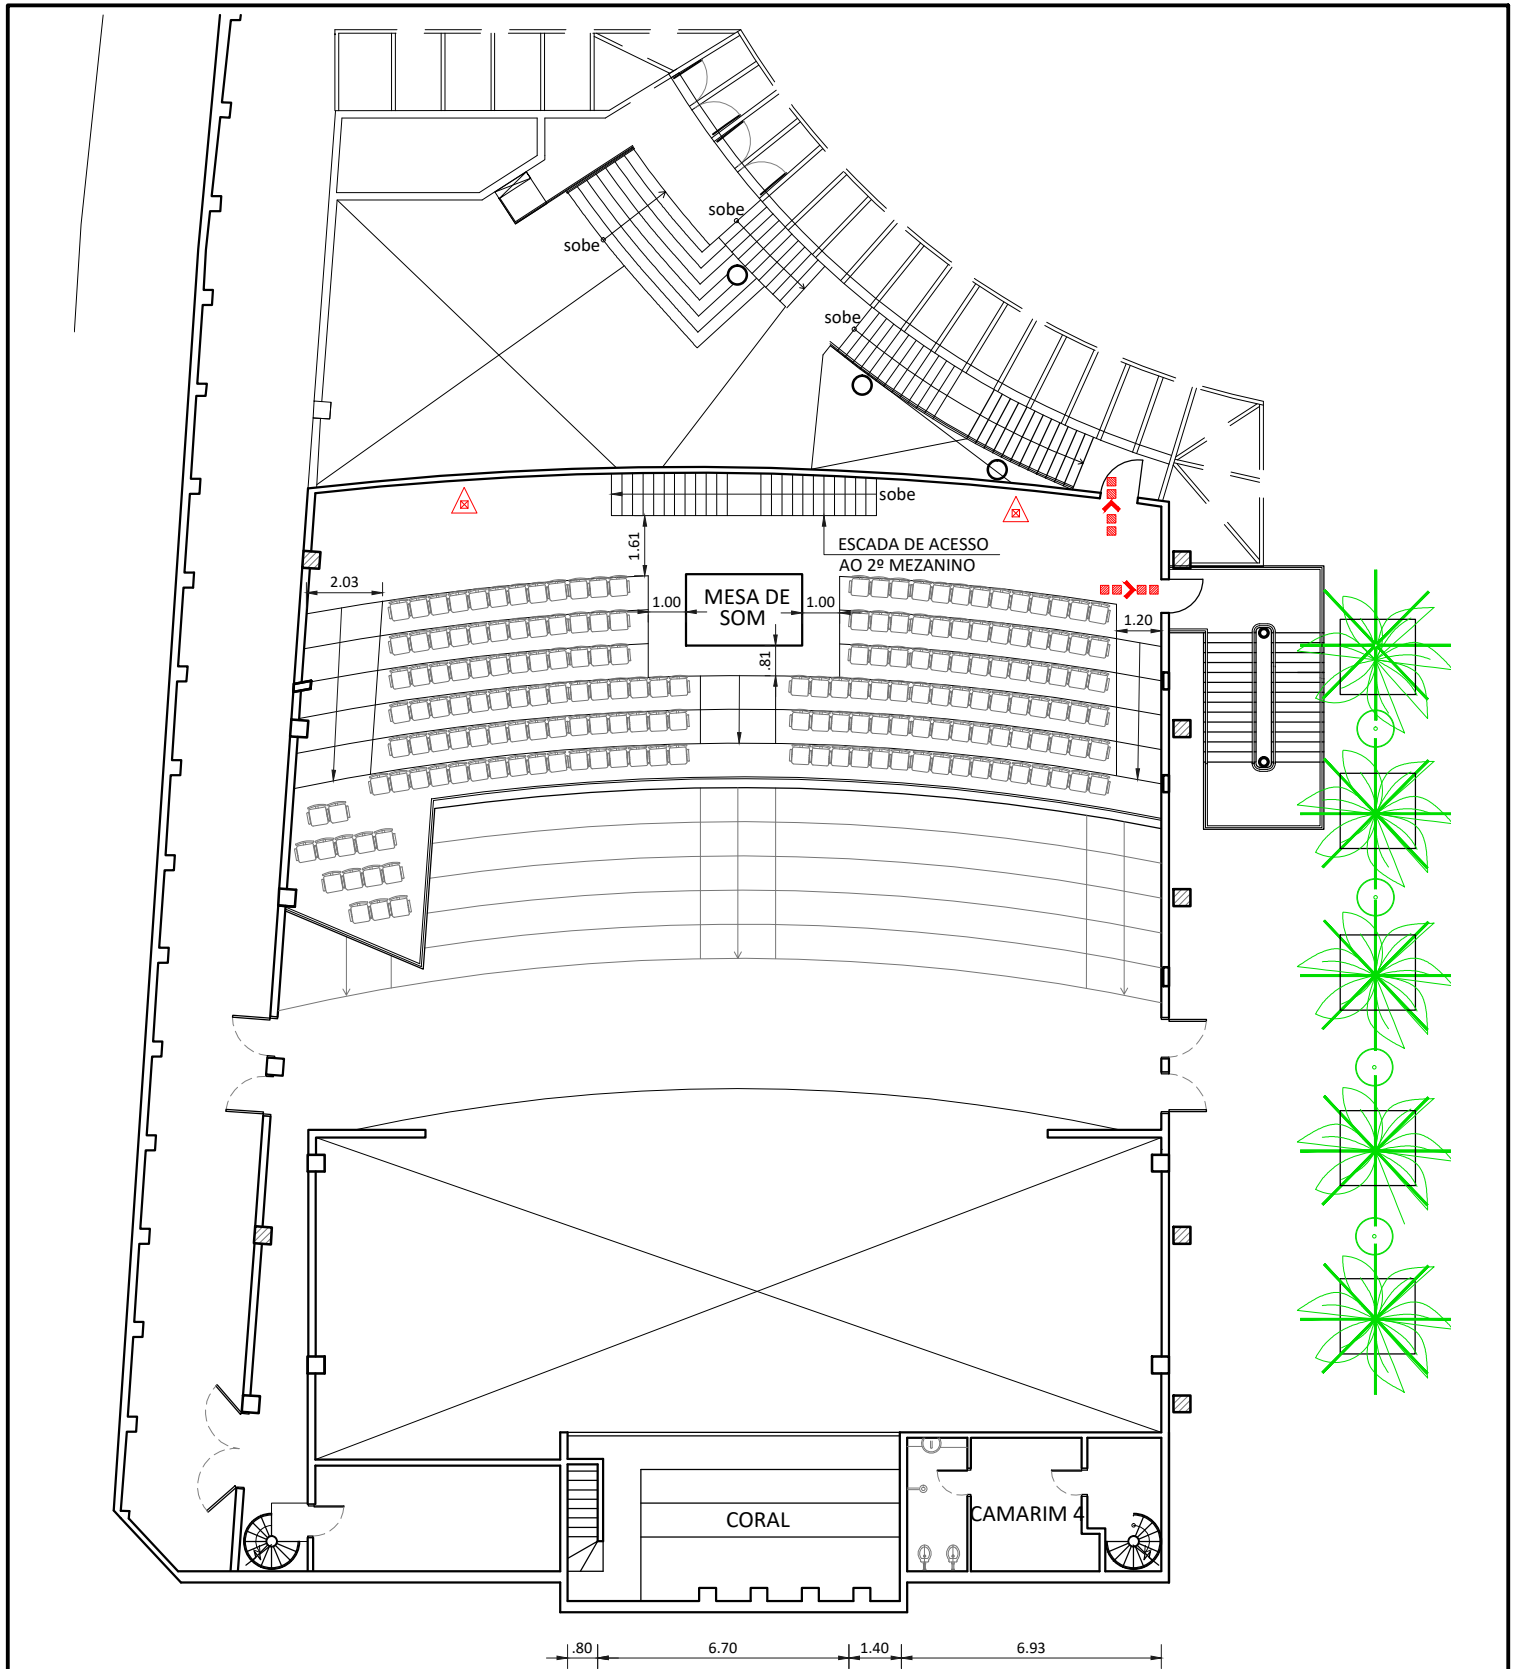 sobe
sobe
sobe
sobe
ESCADA DE ACESSO
AO 2º MEZANINO
1.61
2.03
1.00
MESA DE
SOM
1.00
1.20
.81
CORAL
CAMARIM 4
.80
6.70
1.40
6.93